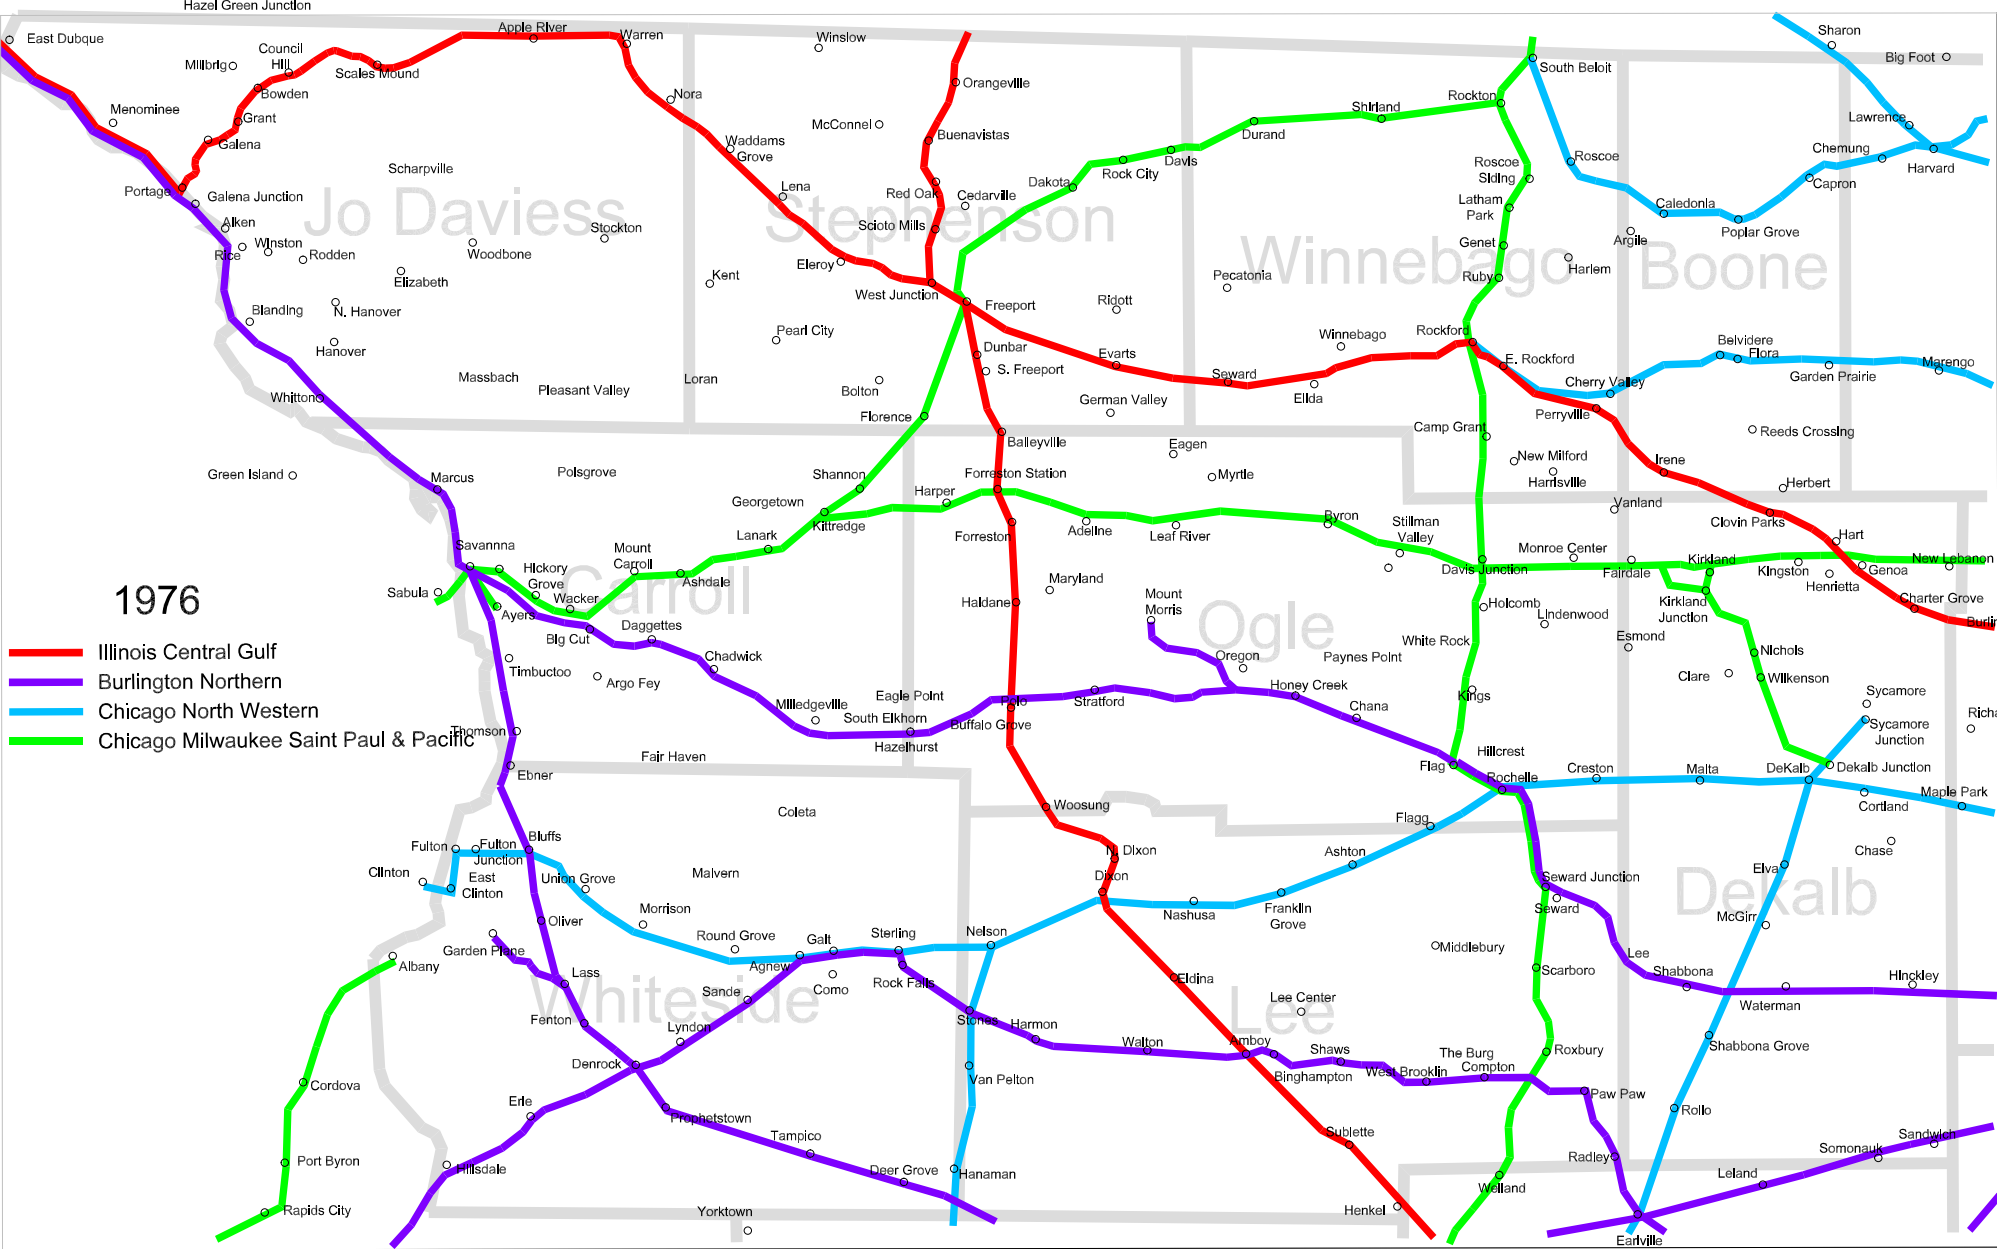 Hazel Green Junction
East Dubque
Council
Hill
Millbrig
Bowden
Scales Mound
Apple River
Warren
Winslow
Sharon
Big Foot
South Beloit
Menominee
Grant
Galena
Nora
Orangeville
McConnel
Buenavistas
Waddams
Grove
Durand
Shirland
Rockton
Lawrence
Chemung
Harvard
Scharpville
Portage
Galena Junction
Jo Daviess
Lena
Red Oak
Cedarville
Stephenson
Dakota
Rock City
Davis
Roscoe
Siding
Roscoe
Latham
Park
Capron
Caledonia
Poplar Grove
Aiken
Winston
Rice
Rodden
Woodbone
Stockton
Scioto Mills
Eleroy
Genet
Argile
Harlem
Winnebago
Boone
Elizabeth
Kent
West Junction
Pecatonia
Ruby
Blanding
N. Hanover
Freeport
Ridott
Hanover
Pearl City
Dunbar
S. Freeport
Evarts
Winnebago
Rockford
E. Rockford
Belvidere
Flora
Marengo
Massbach
Pleasant Valley
Loran
Bolton
Seward
Ellda
Cherry Valley
Garden Prairie
Whitton
Florence
German Valley
Perryville
Camp Grant
Reeds Crossing
Balleyville
Eagen
Green Island
Marcus
Polsgrove
Shannon
Forreston Station
Myrtle
New Milford
Harrisville
Irene
Herbert
Georgetown
Harper
Kittredge
Vanland
Clovin Parks
Lanark
Forreston
Adeline
Leaf River
Byron
Stillman
Valley
Hart
Savannna
Mount
Carroll
Ashdale
Monroe Center
Kirkland
New Lebanon
Davis Junction
Fairdale
Kingston
Genoa
Henrietta
1976
Sabula
Hickory
Grove
Wacker
Carroll
Ayers
Big Cut
Daggettes
Haldane
Maryland
Mount
Morris
Ogle
Holcomb
Lindenwood
Kirkland
Junction
Charter Grove
Burlin
Illinois Central Gulf
Burlington Northern
Chicago North Western
Chicago Milwaukee Saint Paul & Pacific
Timbuctoo
Argo Fey
Chadwick
White Rock
Esmond
Oregon
Paynes Point
Nichols
Clare
Wilkenson
Honey Creek
Kings
Sycamore
Milledgeville
Eagle Point
Polo
Stratford
Chana
South Elkhorn
Buffalo Grove
Sycamore
Junction
Richa
Thomson
Hazelhurst
Fair Haven
Hillcrest
Flag
Rochelle
Creston
Malta
DeKalb
Dekalb Junction
Ebner
Coleta
Woosung
Cortland
Maple Park
Flagg
Fulton
Fulton
Junction
Bluffs
N. Dixon
Ashton
Chase
Clinton
East
Clinton
Union Grove
Malvern
Dixon
Elva
Seward Junction
Seward
Dekalb
Oliver
Morrison
Nashusa
Franklin
Grove
McGirr
Garden Plane
Round Grove
Galt
Sterling
Nelson
Middlebury
Albany
Lass
Agnew
Como
Rock Falls
Eldina
Scarboro
Lee
Shabbona
Hinckley
Whiteside
Sande
Lee Center
Lee
Waterman
Fenton
Lyndon
Stones
Harmon
Walton
Amboy
Shaws
The Burg
Compton
Roxbury
Shabbona Grove
Denrock
Binghampton
West Brooklin
Cordova
Van Pelton
Paw Paw
Erie
Prophetstown
Rollo
Tampico
Sublette
Somonauk
Sandwich
Port Byron
Hillsdale
Deer Grove
Hanaman
Radley
Leland
Welland
Rapids City
Yorktown
Henkel
Earlville